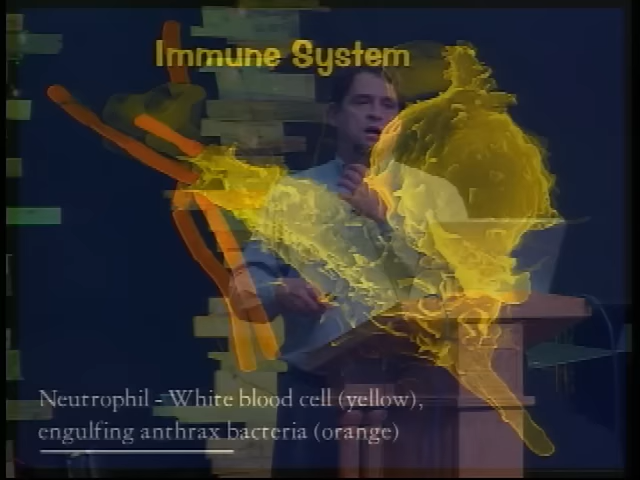 Immune System
Neutrophil - White blood cell (yellow),
engulfing anthrax bacteria (orange)